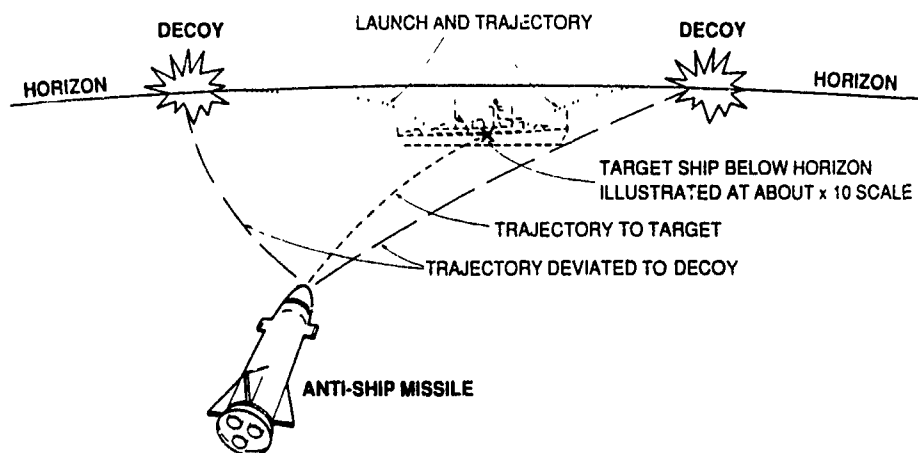 LAUNCH AND TRAJECTORY
DECOY
DECOY
HORIZON
HORIZON
TARGET SHIP BELOW HORIZON
ILLUSTRATED AT ABOUT x 10 SCALE
TRAJECTORY TO TARGET
TRAJECTORY DEVIATED TO DECOY
ANTI-SHIP MISSILE